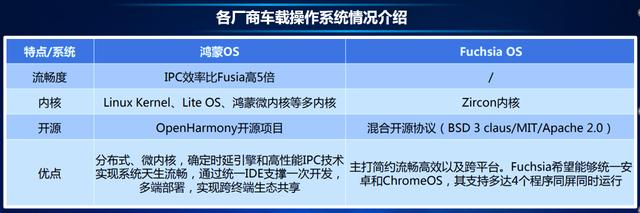 各厂商车载操作系统情况介绍
特点/系统 鸿蒙OS Fuchsia OS
流畅度 IPC效率比Fusia高5倍 /
内核 Linux Kernel、Lite OS、鸿蒙微内核等多内核 Zircon内核
开源 OpenHarmony开源项目 混合开源协议（BSD 3 claus/MIT/Apache 2.0）
优点
分布式、微内核，确定时延引擎和高性能IPC技术
实现系统天生流畅，通过统一IDE支撑一次开发，
多端部署，实现跨终端生态共享
主打简约流畅高效以及跨平台。Fuchsia希望能够统一安
卓和ChromeOS，其支持多达4个程序同屏同时运行